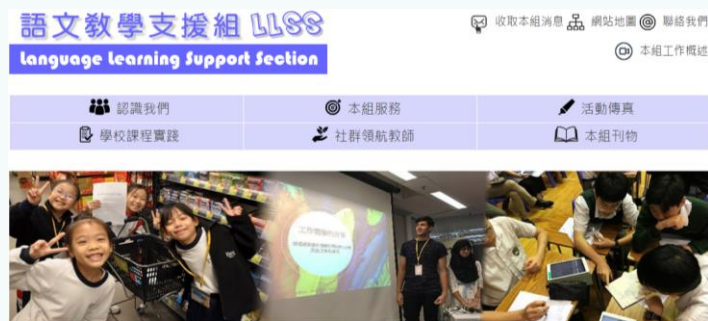 語文教學支援組 LLSS
Language Learning Support Section
收取本組消息 網站地圖 聯絡我們
本組工作概述
認識我們 本組服務 活動傳真
學校課程實踐 社群領航教師 本組刊物